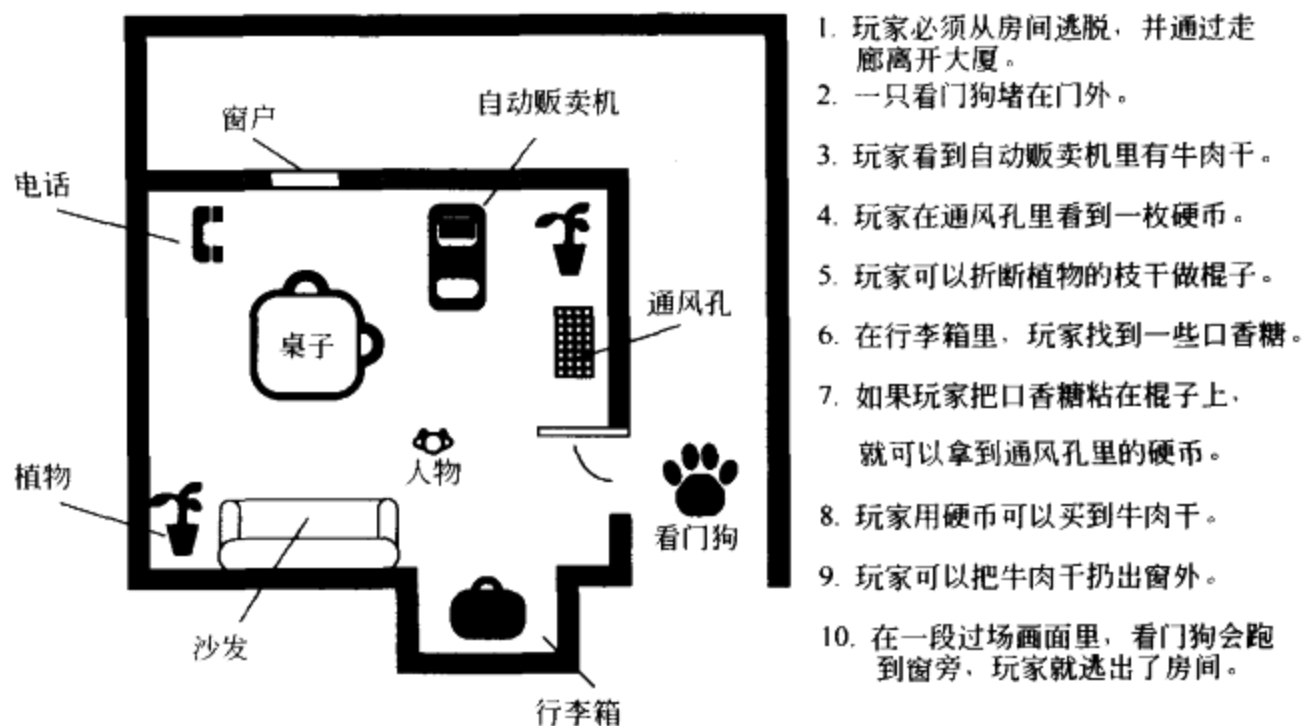 窗户
自动贩卖机
电话
通风孔
桌子
人物
植物
看门狗
沙发
行李箱
1. 玩家必须从房间逃脱，并通过走
廊离开大厦。
2. 一只看门狗堵在门外。
3. 玩家看到自动贩卖机里有牛肉干。
4. 玩家在通风孔里看到一枚硬币。
5. 玩家可以折断植物的枝干做棍子。
6. 在行李箱里，玩家找到一些口香糖。
7. 如果玩家把口香糖粘在棍子上，
就可以拿到通风孔里的硬币。
8. 玩家用硬币可以买到牛肉干。
9. 玩家可以把牛肉干扔出窗外。
10. 在一段过场画面里，看门狗会跑
到窗旁，玩家就逃出了房间。